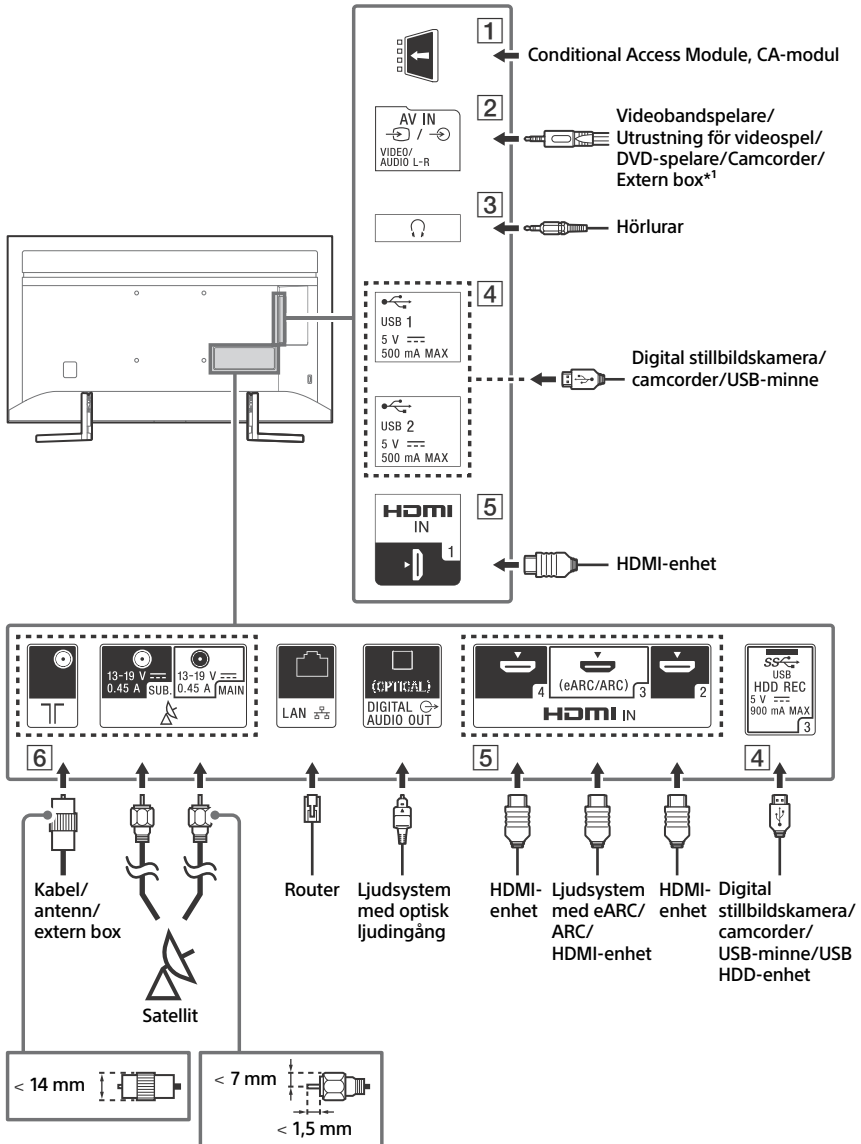 1
Conditional Access Module, CA-modul
2
AV IN
/
VIDEO/
AUDIO L-R
Videobandspelare/
Utrustning för videospel/
DVD-spelare/Camcorder/
Extern box*1
3
Hörlurar
4
USB 1
5 V
500 mA MAX
USB 2
5 V
500 mA MAX
Digital stillbildskamera/
camcorder/USB-minne
5
HDMI
IN
1
HDMI-enhet
13-19 V
0.45 A SUB.
13-19 V
0.45 A MAIN
LAN
(OPTICAL)
DIGITAL
AUDIO OUT
4
(eARC/ARC) 3
2
HDMI IN
SS
USB
HDD REC
5 V
900 mA MAX
3
6
5
4
Kabel/
antenn/
extern box
Satellit
Router
Ljudsystem
med optisk
ljudingång
HDMI-
enhet
Ljudsystem
med eARC/
ARC/
HDMI-enhet
HDMI-
enhet
Digital
stillbildskamera/
camcorder/
USB-minne/USB
HDD-enhet
< 14 mm
< 7 mm
< 1,5 mm